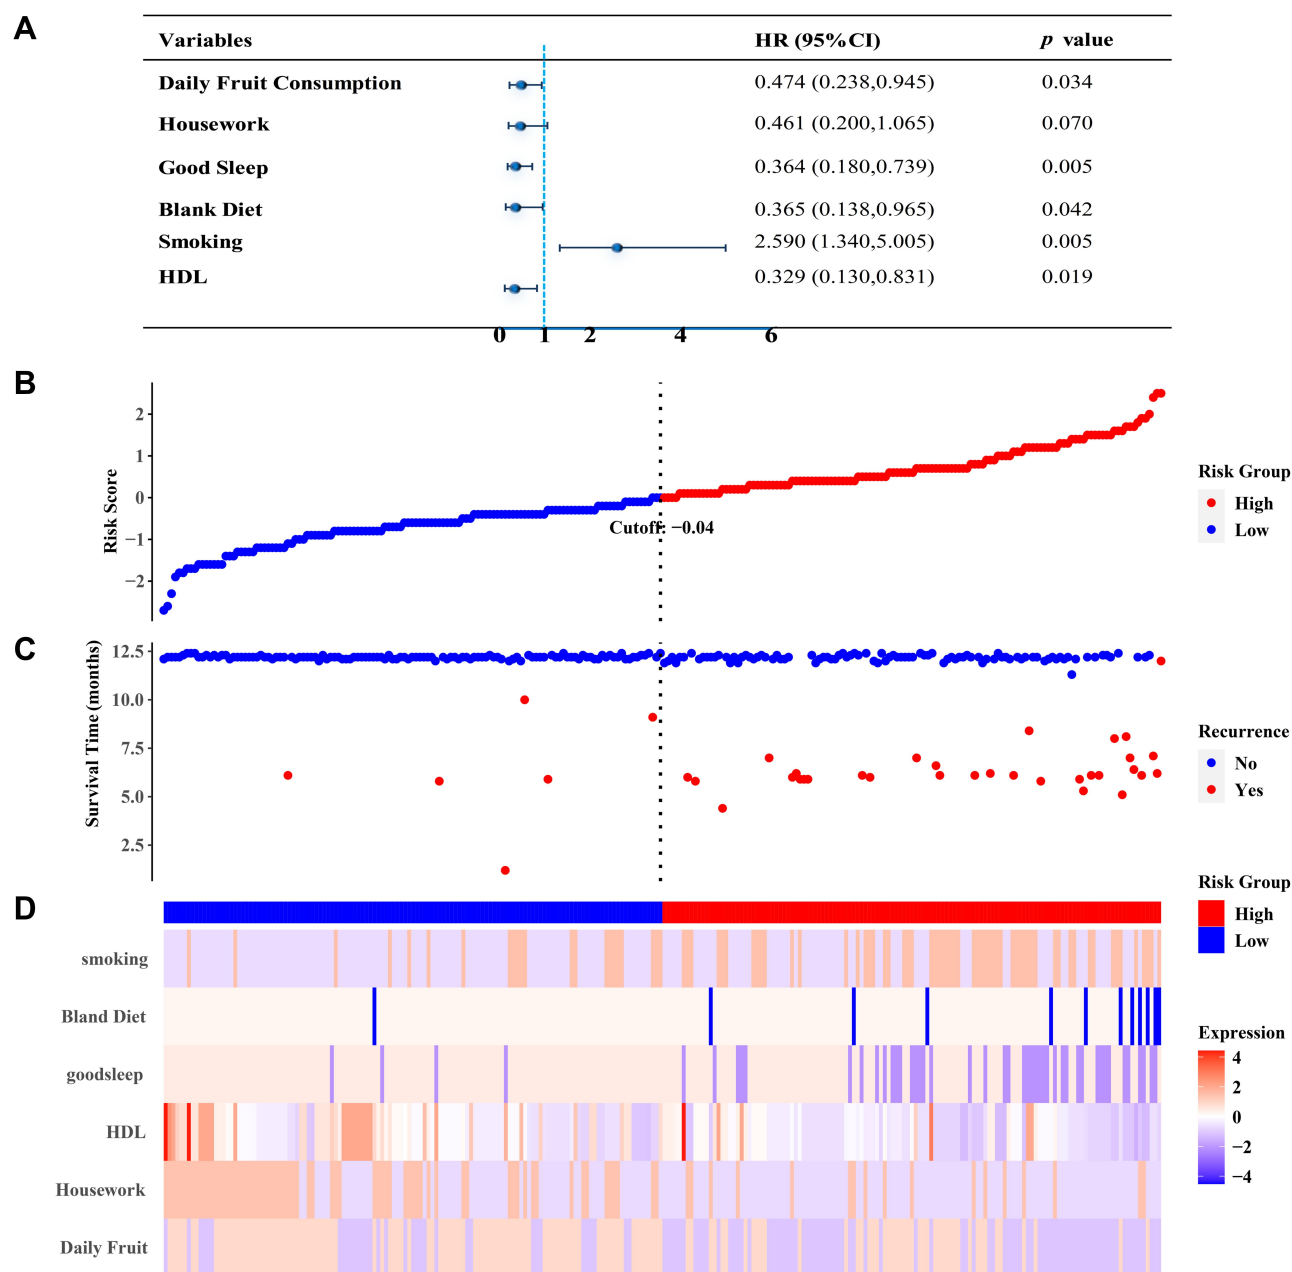 A
Variables HR (95%CI) p value
Daily Fruit Consumption 0.474 (0.238,0.945) 0.034
Housework 0.461 (0.200,1.065) 0.070
Good Sleep 0.364 (0.180,0.739) 0.005
Blank Diet 0.365 (0.138,0.965) 0.042
Smoking 2.590 (1.340,5.005) 0.005
HDL 0.329 (0.130,0.831) 0.019
0 1 2 4 6
B
Risk Score
2
1
0
−1
−2
Cutoff: −0.04
Risk Group
High
Low
C
Survival Time (months)
12.5
10.0
7.5
5.0
2.5
Recurrence
No
Yes
D
smoking
Bland Diet
goodsleep
HDL
Housework
Daily Fruit
Risk Group
High
Low
Expression
4
2
0
−2
−4